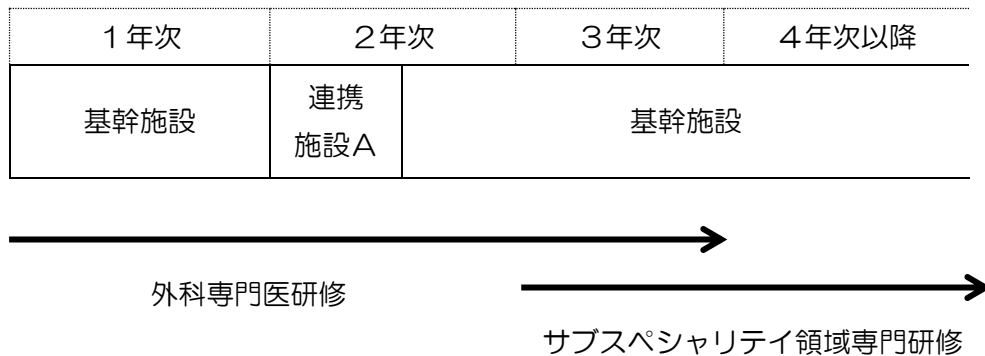 １年次 ２年次 ３年次 ４年次以降
基幹施設 連携 基幹施設
施設Ａ
外科専門医研修
サブスペシャリテイ領域専門研修